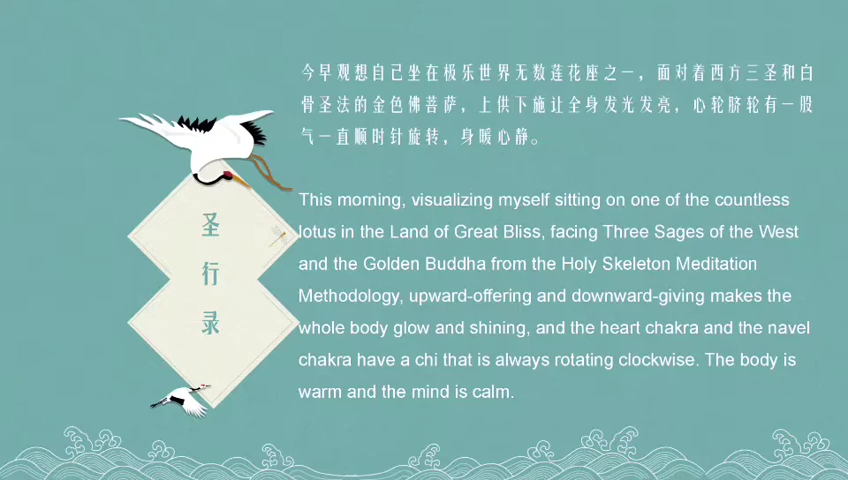 今早观想自己坐在极乐世界无数莲花座之一，面对着西方三圣和白
骨圣法的金色佛菩萨，上供下施让全身发光发亮，心轮脐轮有一股
气一直顺时针旋转，身暖心静。
圣行录
This morning, visualizing myself sitting on one of the countless
lotus in the Land of Great Bliss, facing Three Sages of the West
and the Golden Buddha from the Holy Skeleton Meditation
Methodology, upward-offering and downward-giving makes the
whole body glow and shining, and the heart chakra and the navel
chakra have a chi that is always rotating clockwise. The body is
warm and the mind is calm.